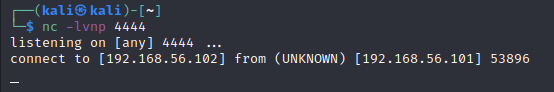 ┌──(kali㉿kali)-[~]
└─$ nc -lvnp 4444
listening on [any] 4444 ...
connect to [192.168.56.102] from (UNKNOWN) [192.168.56.101] 53896